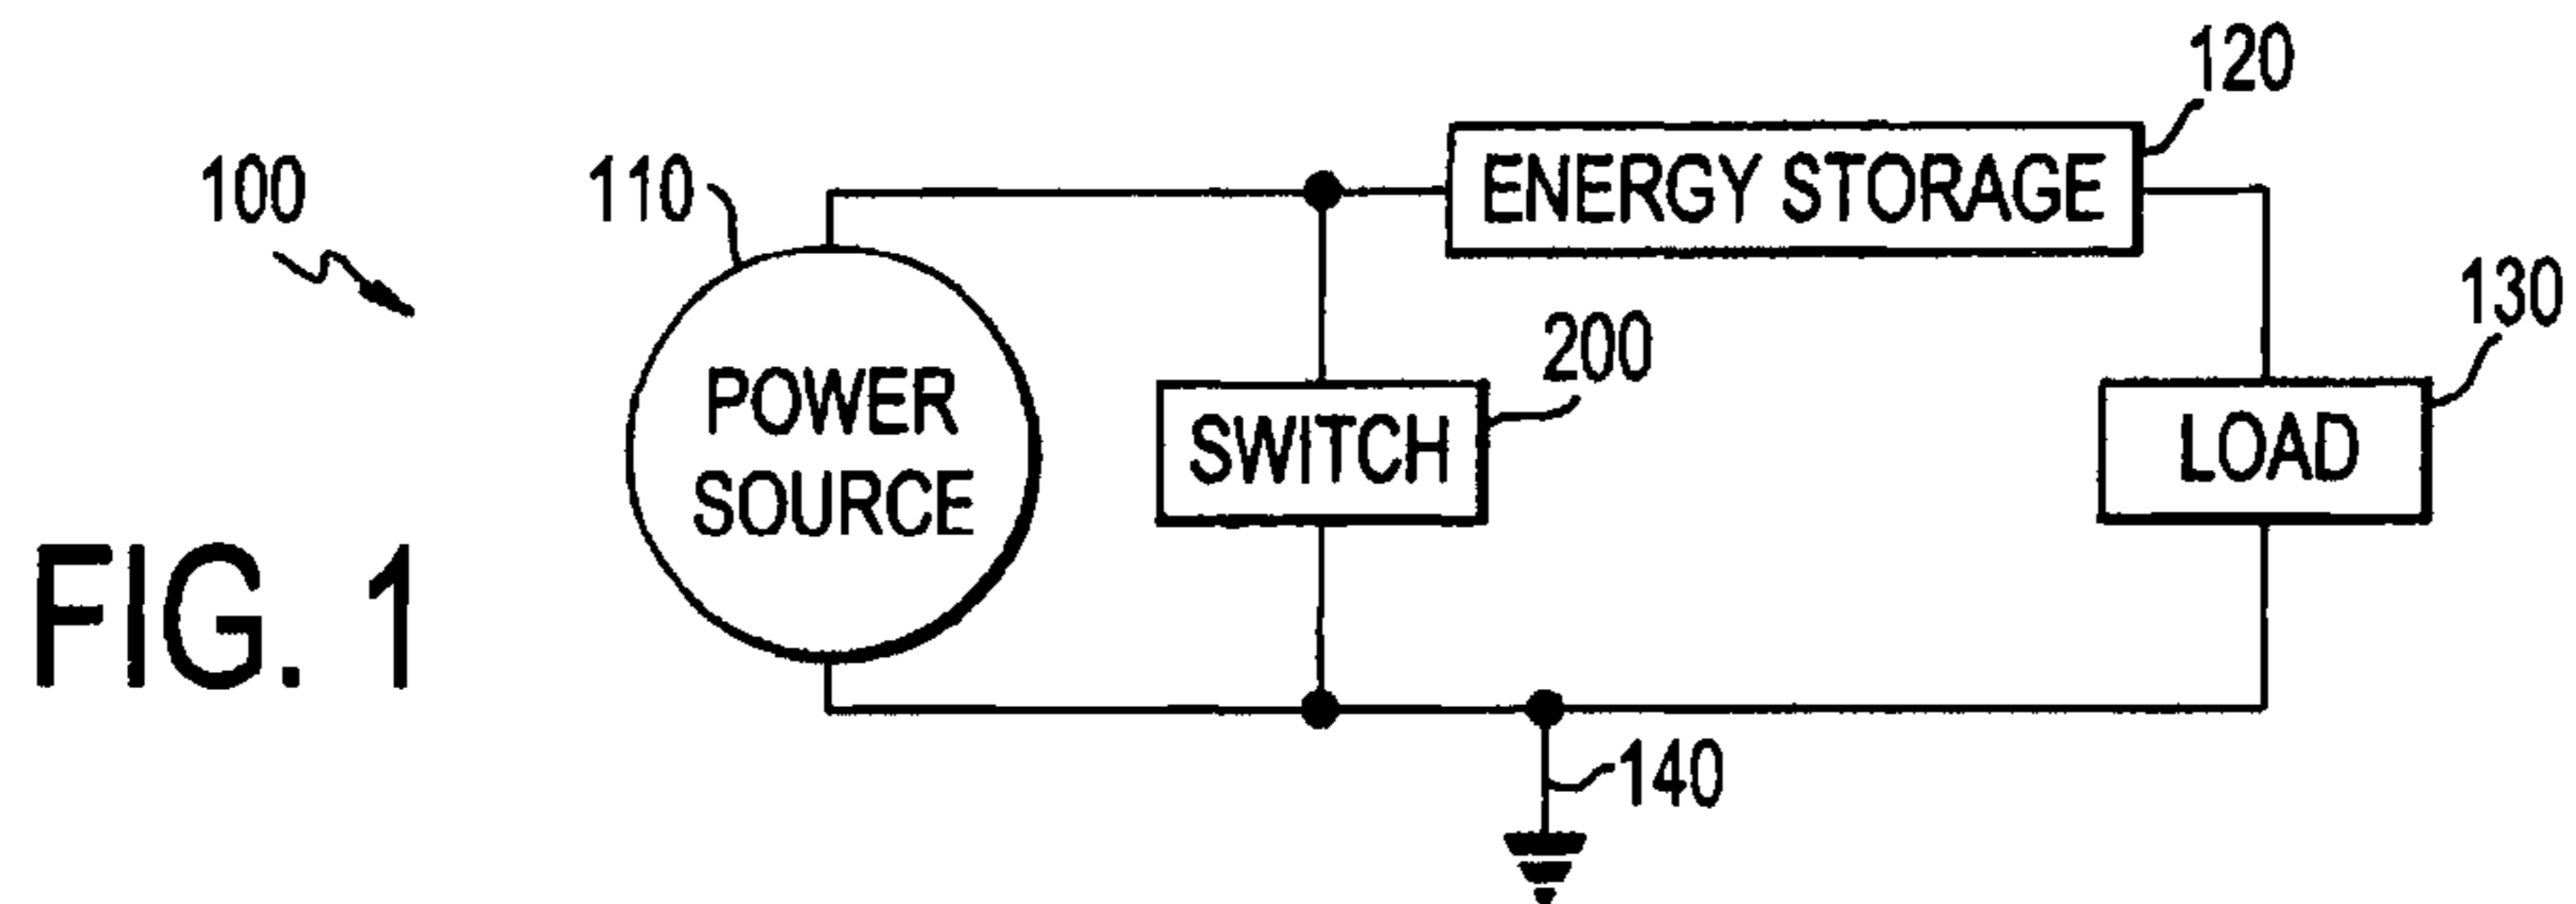 120
ENERGY STORAGE
100
110
130
200
POWER
SOURCE
SWITCH
LOAD
FIG. 1
140